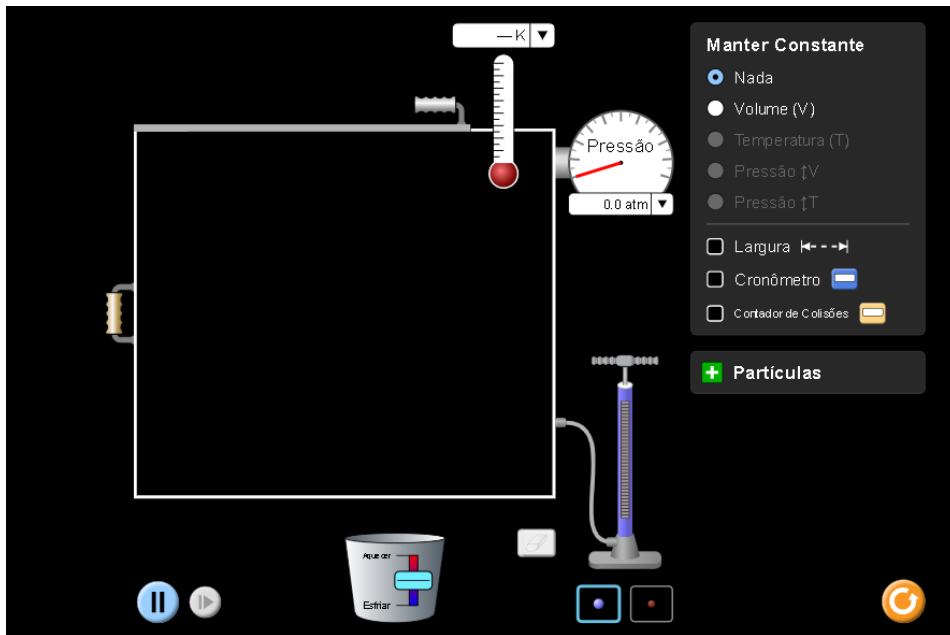 — K
Manter Constante
Nada
Volume (V)
Temperatura (T)
Pressão ↕V
Pressão ↕T
Pressão
0.0 atm
Largura
Cronômetro
Contador de Colisões
Partículas
Aquecer
Esfriar